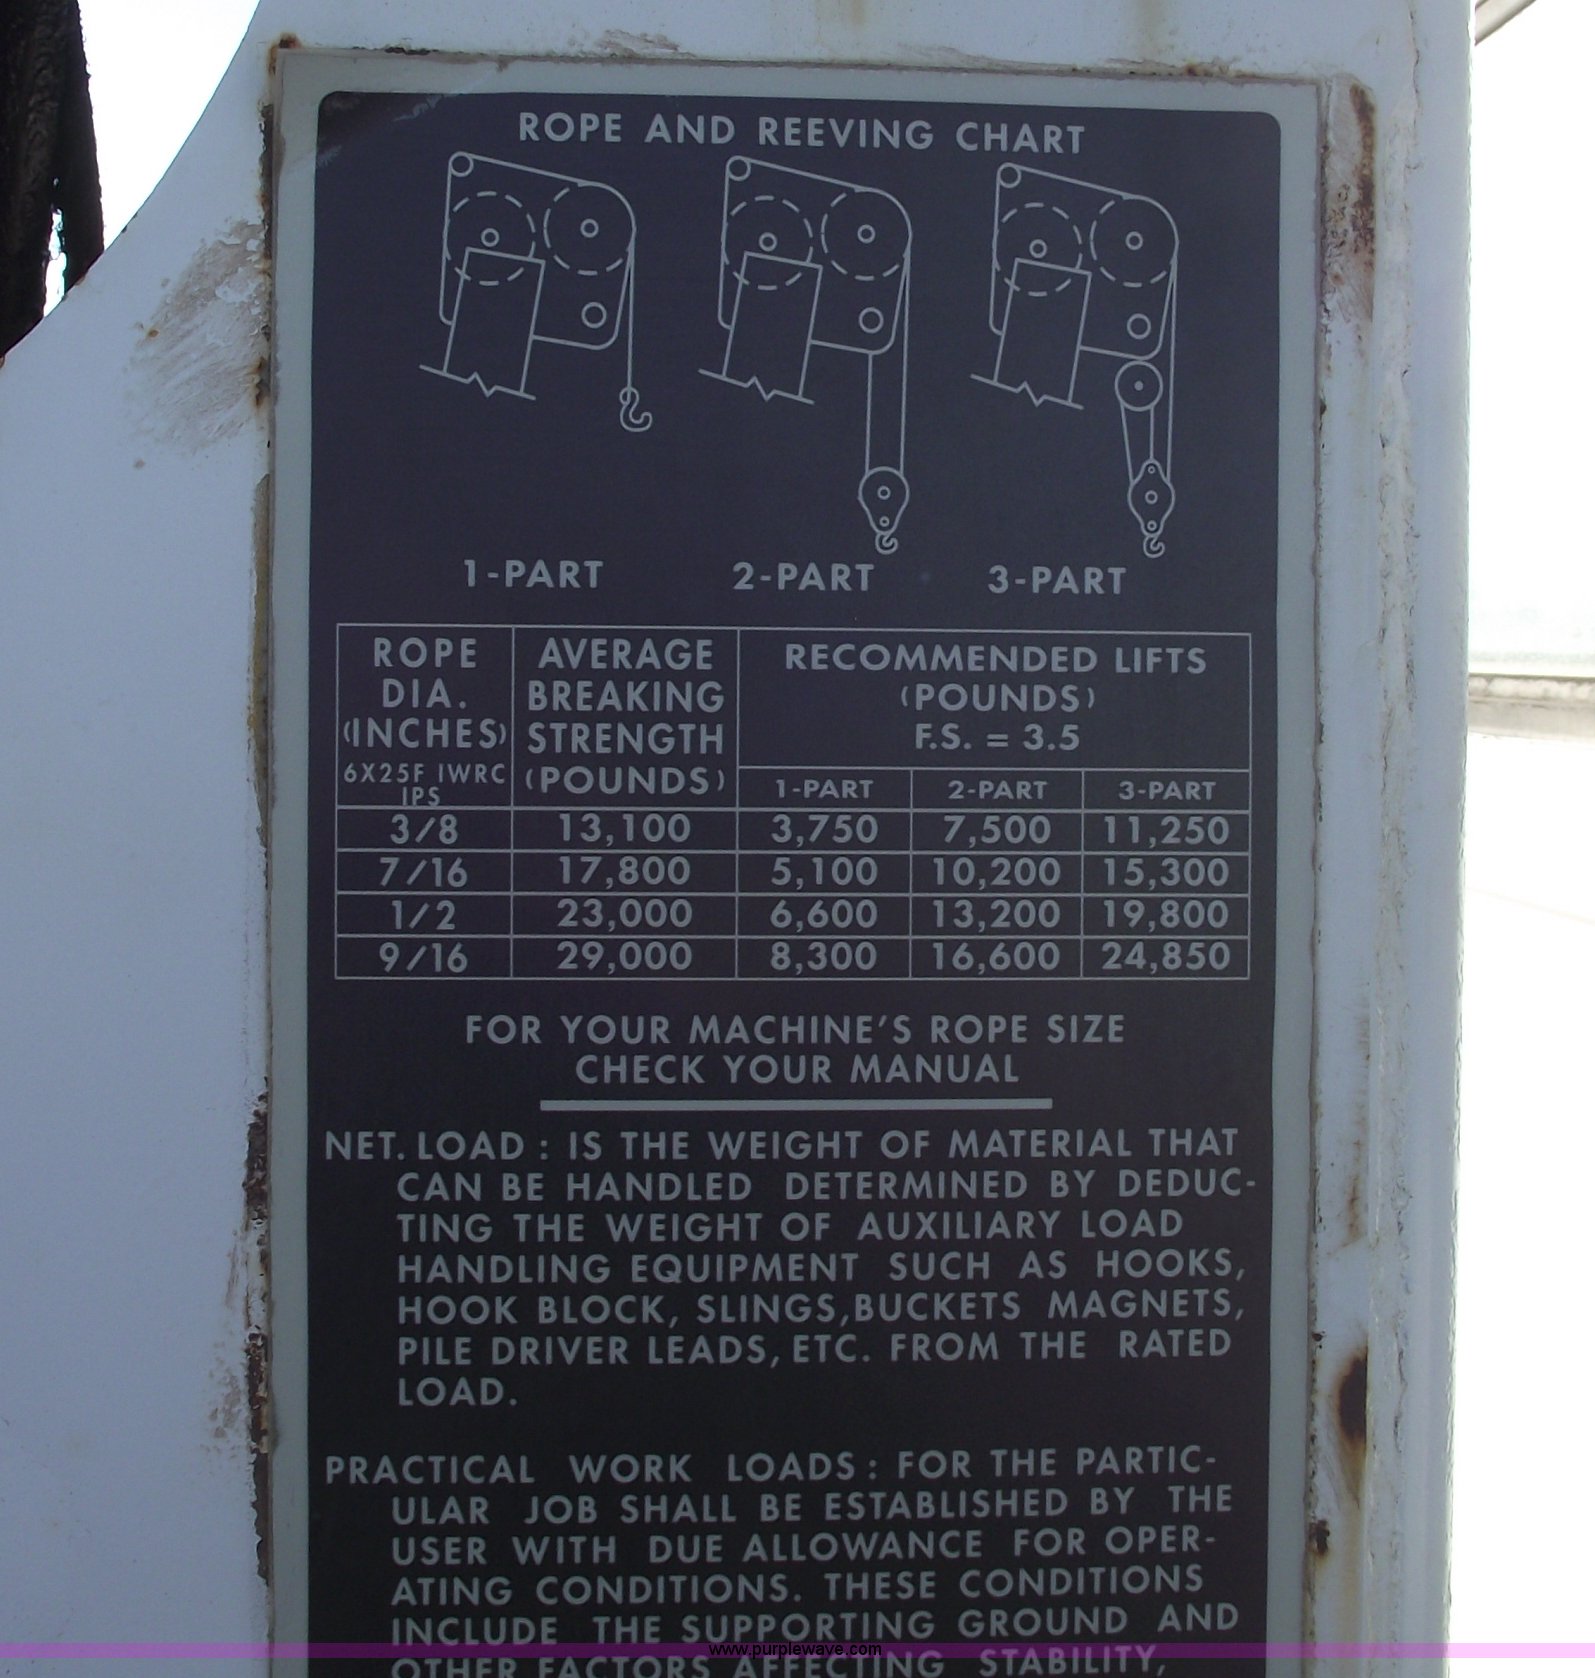 ROPE AND REEVING CHART
1-PART 2-PART 3-PART
ROPE DIA. (INCHES) 6X25F IWRC IPS
AVERAGE BREAKING STRENGTH (POUNDS)
RECOMMENDED LIFTS
(POUNDS)
F.S. = 3.5
1-PART 2-PART 3-PART
3/8 13,100 3,750 7,500 11,250
7/16 17,800 5,100 10,200 15,300
1/2 23,000 6,600 13,200 19,800
9/16 29,000 8,300 16,600 24,850
FOR YOUR MACHINE'S ROPE SIZE
CHECK YOUR MANUAL
NET. LOAD : IS THE WEIGHT OF MATERIAL THAT
CAN BE HANDLED DETERMINED BY DEDUC-
TING THE WEIGHT OF AUXILIARY LOAD
HANDLING EQUIPMENT SUCH AS HOOKS,
HOOK BLOCK, SLINGS,BUCKETS MAGNETS,
PILE DRIVER LEADS, ETC. FROM THE RATED
LOAD.
PRACTICAL WORK LOADS : FOR THE PARTIC-
ULAR JOB SHALL BE ESTABLISHED BY THE
USER WITH DUE ALLOWANCE FOR OPER-
ATING CONDITIONS. THESE CONDITIONS
INCLUDE THE SUPPORTING GROUND AND
www.purplewave.com
OTHER FACTORS AFFECTING STABILITY,